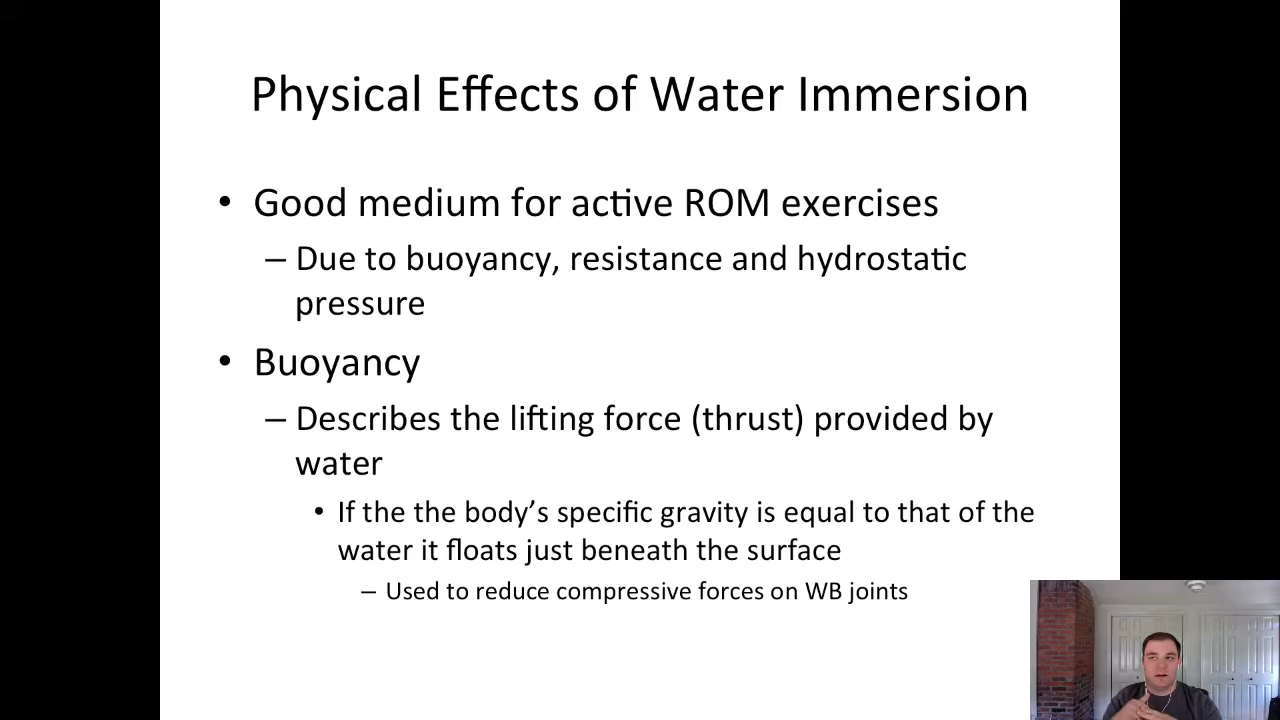 Physical Effects of Water Immersion
• Good medium for active ROM exercises
– Due to buoyancy, resistance and hydrostatic
pressure
• Buoyancy
– Describes the lifting force (thrust) provided by
water
• If the the body’s specific gravity is equal to that of the
water it floats just beneath the surface
– Used to reduce compressive forces on WB joints